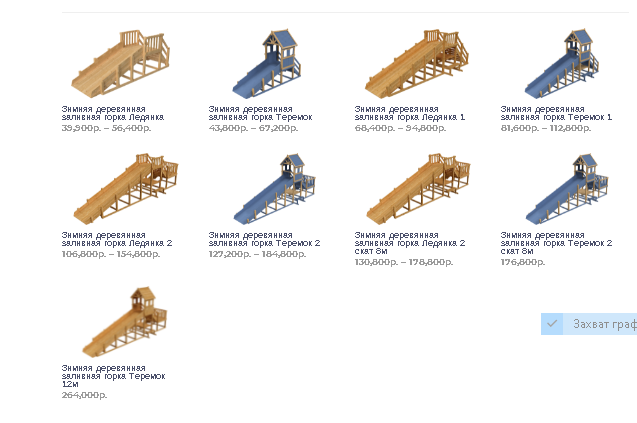 Зимняя деревянная
заливная горка Ледянка
39,900р. – 56,400р.
Зимняя деревянная
заливная горка Теремок
43,800р. – 67,200р.
Зимняя деревянная
заливная горка Ледянка 1
68,400р. – 94,800р.
Зимняя деревянная
заливная горка Теремок 1
81,600р. – 112,800р.
Зимняя деревянная
заливная горка Ледянка 2
106,800р. – 154,800р.
Зимняя деревянная
заливная горка Теремок 2
127,200р. – 184,800р.
Зимняя деревянная
заливная горка Ледянка 2
скат 8м
130,800р. – 178,800р.
Зимняя деревянная
заливная горка Теремок 2
скат 8м
176,800р.
Захват граф
Зимняя деревянная
заливная горка Теремок
12м
264,000р.